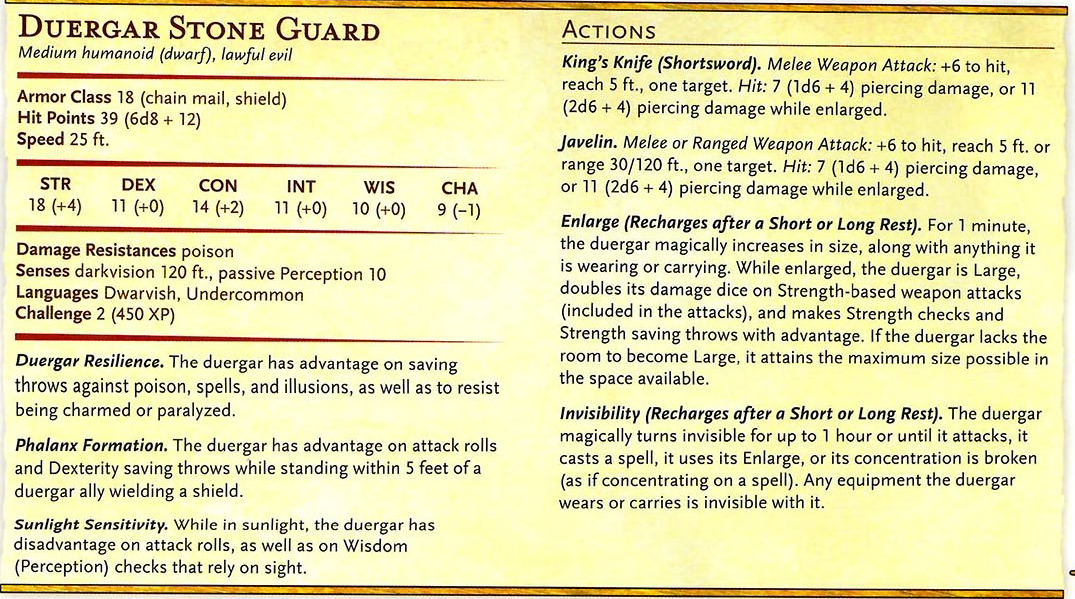 DUERGAR STONE GUARD
Medium humanoid (dwarf), lawful evil
Armor Class 18 (chain mail, shield)
Hit Points 39 (6d8 + 12)
Speed 25 ft.
STR DEX CON INT WIS CHA
18 (+4) 11 (+0) 14 (+2) 11 (+0) 10 (+0) 9 (−1)
Damage Resistances poison
Senses darkvision 120 ft., passive Perception 10
Languages Dwarvish, Undercommon
Challenge 2 (450 XP)
Duergar Resilience. The duergar has advantage on saving
throws against poison, spells, and illusions, as well as to resist
being charmed or paralyzed.
Phalanx Formation. The duergar has advantage on attack rolls
and Dexterity saving throws while standing within 5 feet of a
duergar ally wielding a shield.
Sunlight Sensitivity. While in sunlight, the duergar has
disadvantage on attack rolls, as well as on Wisdom
(Perception) checks that rely on sight.
ACTIONS
King's Knife (Shortsword). Melee Weapon Attack: +6 to hit,
reach 5 ft., one target. Hit: 7 (1d6 + 4) piercing damage, or 11
(2d6 + 4) piercing damage while enlarged.
Javelin. Melee or Ranged Weapon Attack: +6 to hit, reach 5 ft. or
range 30/120 ft., one target. Hit: 7 (1d6 + 4) piercing damage,
or 11 (2d6 + 4) piercing damage while enlarged.
Enlarge (Recharges after a Short or Long Rest). For 1 minute,
the duergar magically increases in size, along with anything it
is wearing or carrying. While enlarged, the duergar is Large,
doubles its damage dice on Strength-based weapon attacks
(included in the attacks), and makes Strength checks and
Strength saving throws with advantage. If the duergar lacks the
room to become Large, it attains the maximum size possible in
the space available.
Invisibility (Recharges after a Short or Long Rest). The duergar
magically turns invisible for up to 1 hour or until it attacks, it
casts a spell, it uses its Enlarge, or its concentration is broken
(as if concentrating on a spell). Any equipment the duergar
wears or carries is invisible with it.